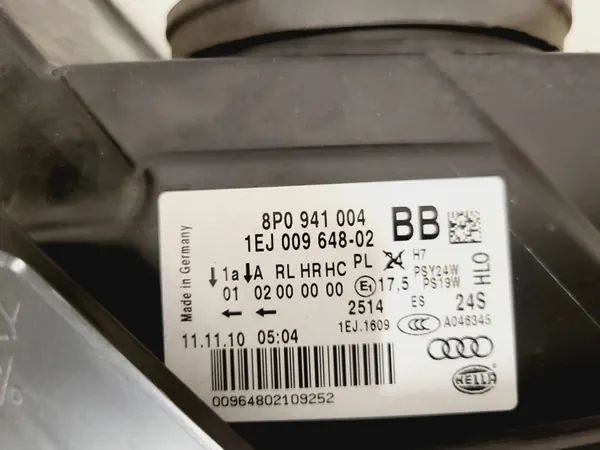 8P0 941 004 BB
1EJ 009 648-02
1a A RL HR HC PL H7
PSY24W
PS19W
01 02 00 00 00 E1 17,5
2514 ES 24S
1EJ.1609 CCC A046345
11.11.10 05:04
00964802109252
HELLA
Made in Germany
HLO